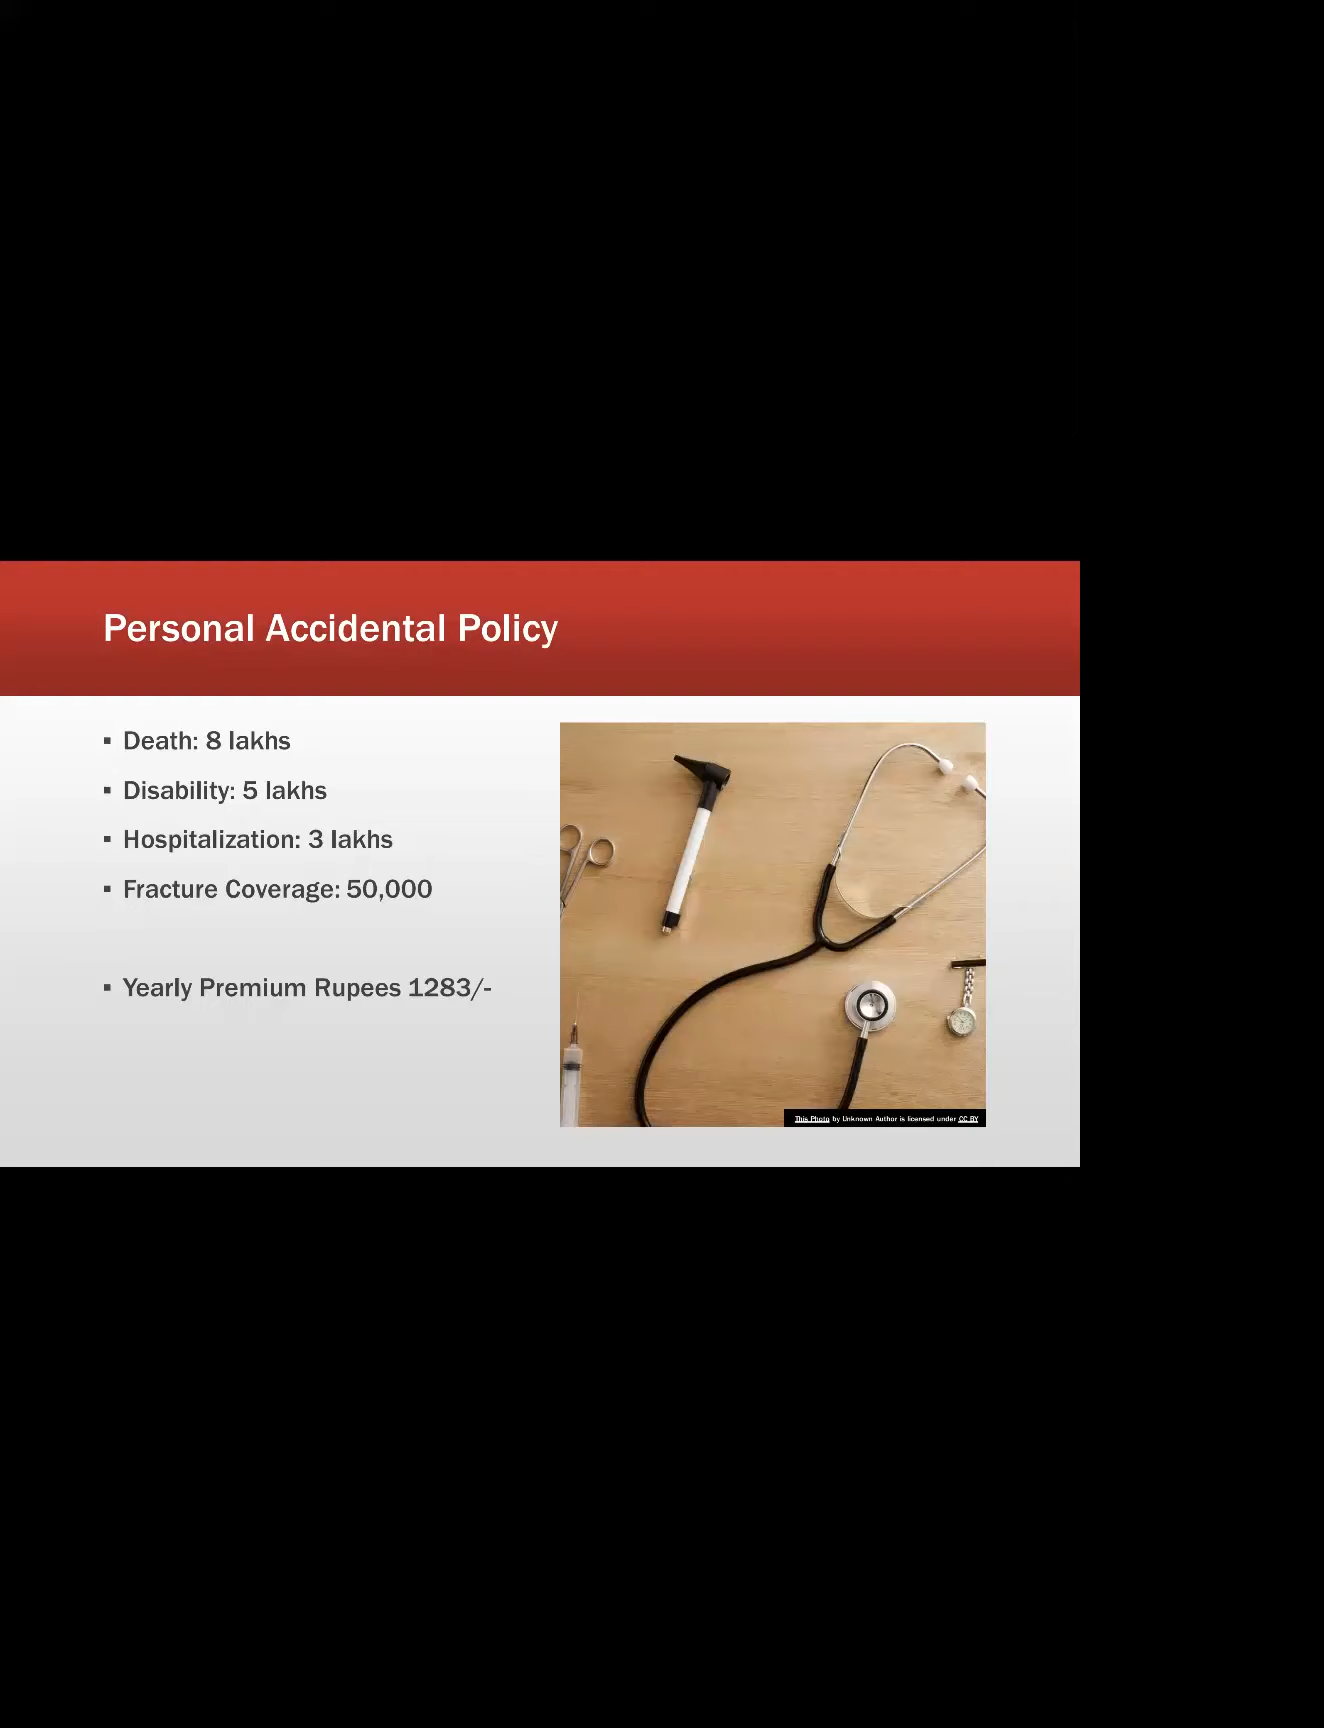 Personal Accidental Policy
▪ Death: 8 lakhs
▪ Disability: 5 lakhs
▪ Hospitalization: 3 lakhs
▪ Fracture Coverage: 50,000
▪ Yearly Premium Rupees 1283/-
This Photo by Unknown Author is licensed under CC BY